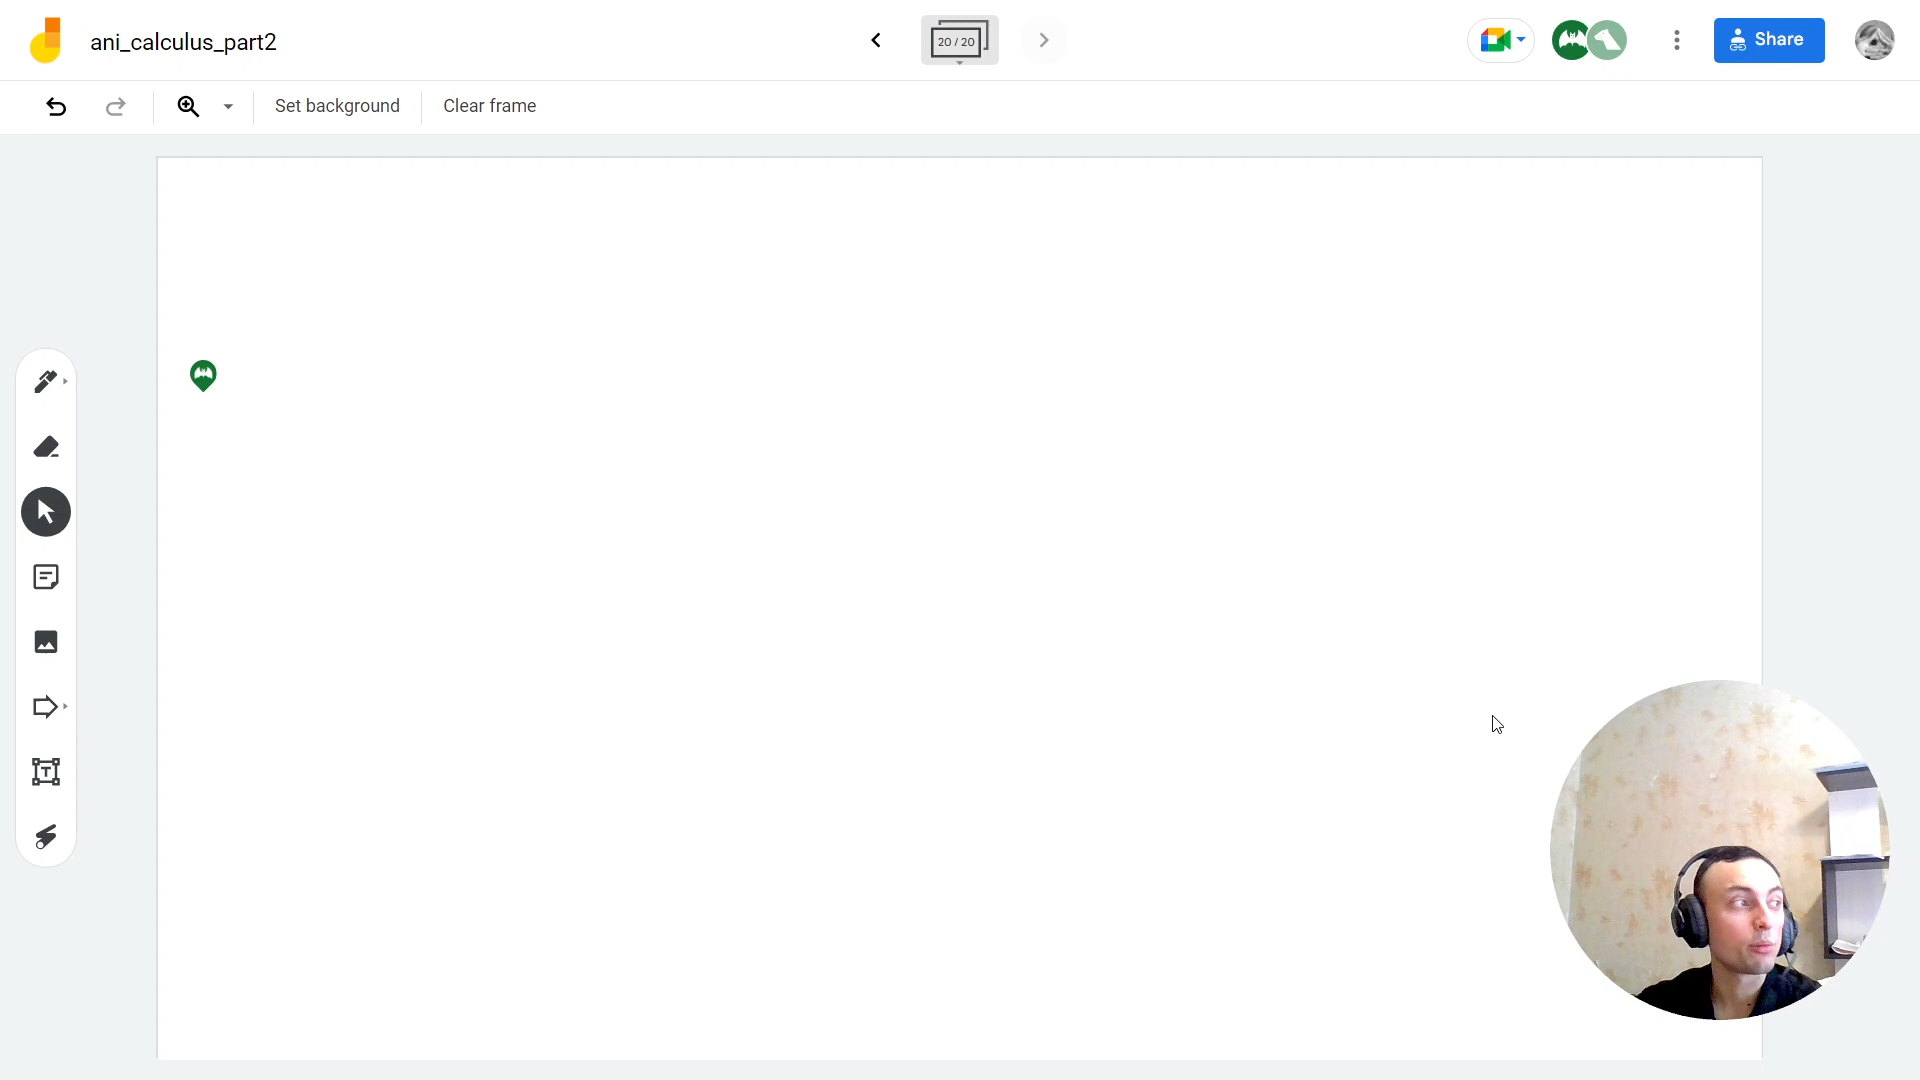 ani_calculus_part2
20 / 20
Share
Set background
Clear frame